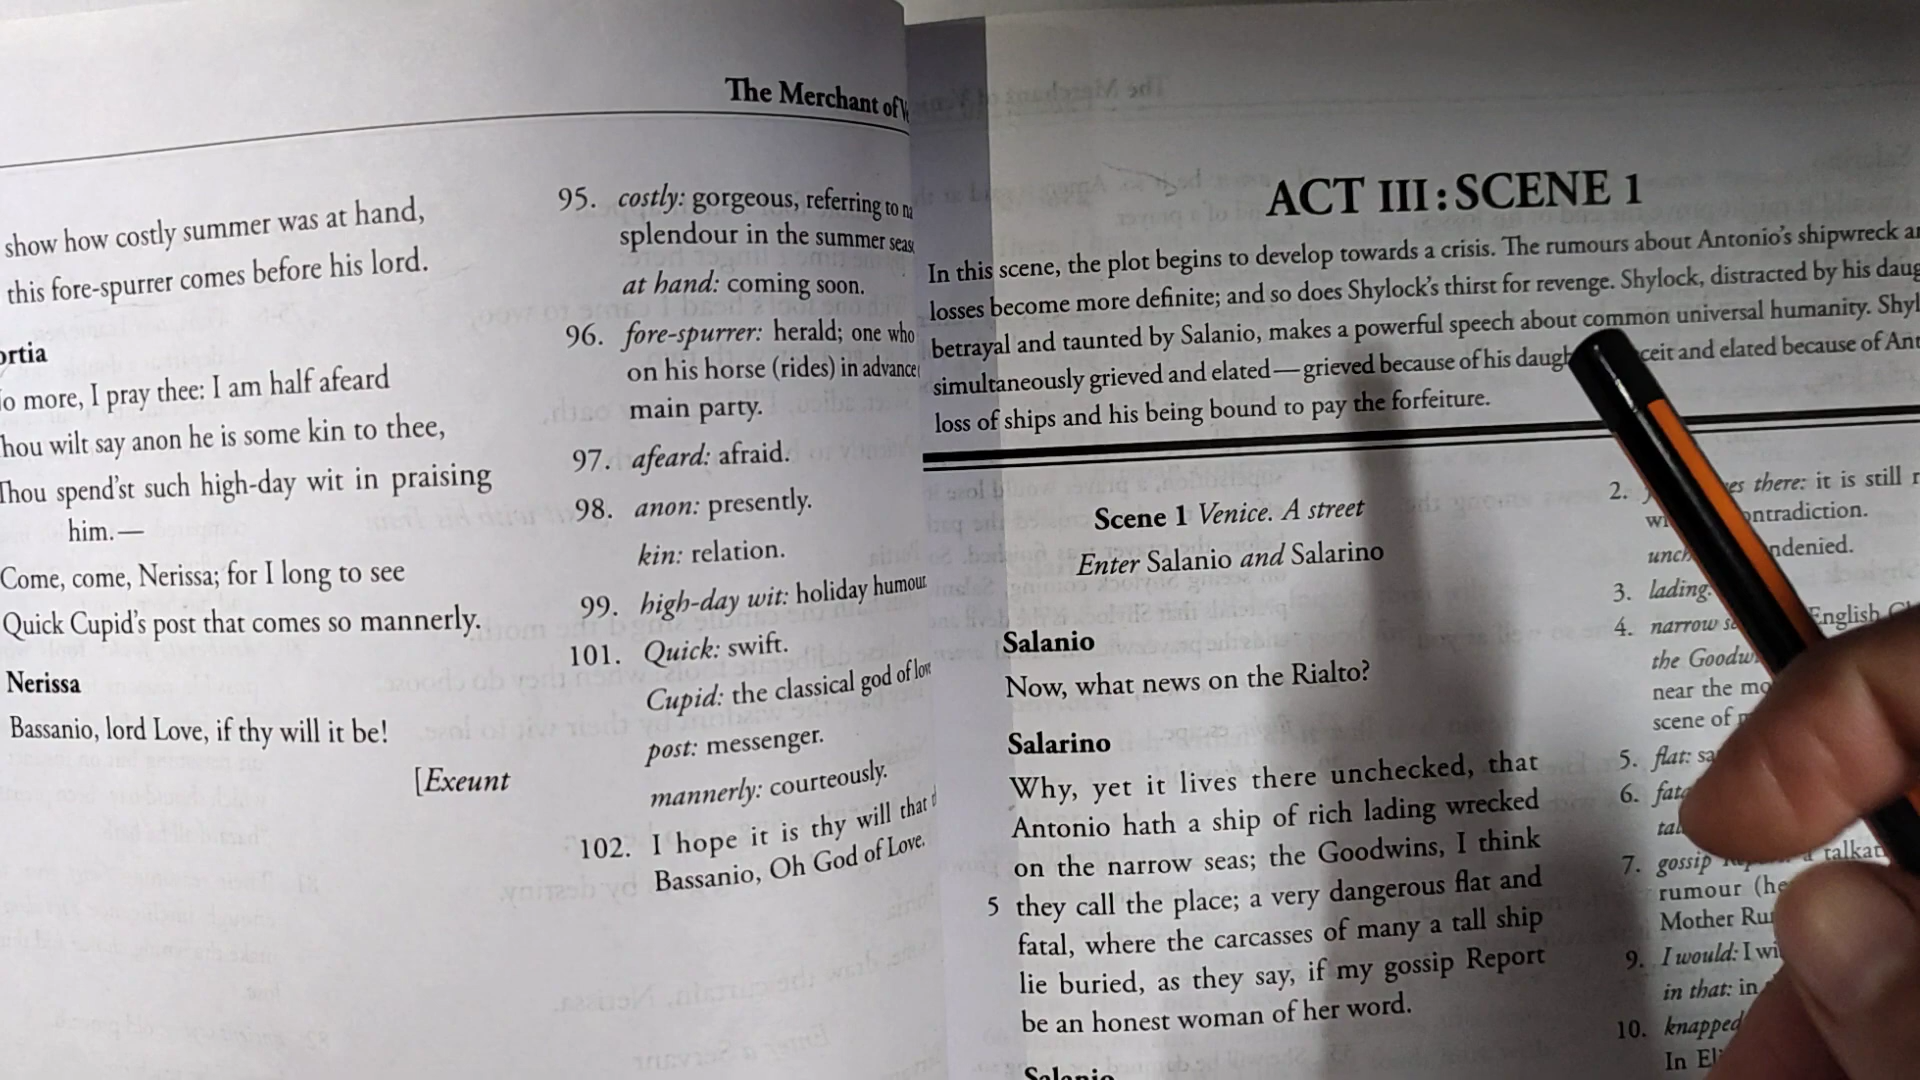 The Merchant of
show how costly summer was at hand,
this fore-spurrer comes before his lord.
more, I pray thee: I am half afeard
hou wilt say anon he is some kin to thee,
Thou spend'st such high-day wit in praising
him.—
Come, come, Nerissa; for I long to see
Quick Cupid's post that comes so mannerly.
Nerissa
Bassanio, lord Love, if thy will it be!
[Exeunt
95. costly: gorgeous, referring to
splendour in the summer
at hand: coming soon.
96. fore-spurrer: herald; one who
on his horse (rides) in advance
main party.
97. afeard: afraid.
98. anon: presently.
kin: relation.
99. high-day wit: holiday humour
101. Quick: swift.
Cupid: the classical god of
post: messenger.
mannerly: courteously.
102. I hope it is thy will that
Bassanio, Oh God of Love.
ACT III : SCENE 1
In this scene, the plot begins to develop towards a crisis. The rumours about Antonio's shipwreck
losses become more definite; and so does Shylock's thirst for revenge. Shylock, distracted by his
betrayal and taunted by Salanio, makes a powerful speech about common universal humanity.
simultaneously grieved and elated—grieved because of his and elated because of
loss of ships and his being bound to pay the forfeiture.
Scene 1 Venice. A street
Enter Salanio and Salarino
Salanio
Now, what news on the Rialto?
Salarino
Why, yet it lives there unchecked, that
Antonio hath a ship of rich lading wrecked
on the narrow seas; the Goodwins, I think
5 they call the place; a very dangerous flat and
fatal, where the carcasses of many a tall ship
lie buried, as they say, if my gossip Report
be an honest woman of her word.
Salanio
2. there: it is still
3. lading:
4. narrow English
the
near the
scene of
5. flat:
6.
7. gossip a
rumour
Mother
9. I would: I
in that: in
10. knapped
In